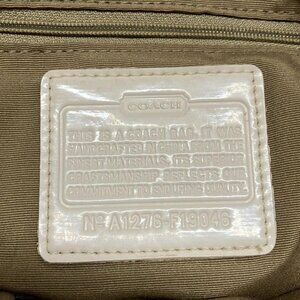 COACH
THIS IS A COACH BAG. IT WAS
HANDCRAFTED IN CHINA FROM THE
FINEST MATERIALS. ITS SUPERIOR
CRAFTSMANSHIP REFLECTS OUR
COMMITMENT TO ENDURING QUALITY.
Nº A1276-F19046